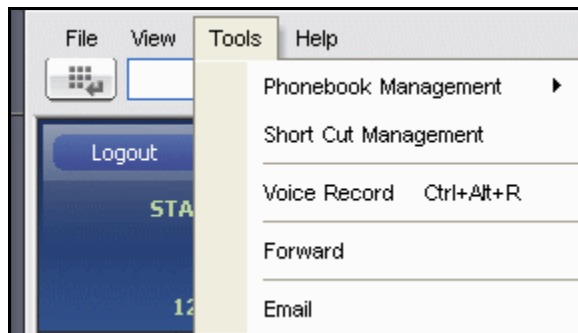 File View Tools Help
Phonebook Management
Short Cut Management
Logout
Voice Record Ctrl+Alt+R
STA
Forward
12
Email